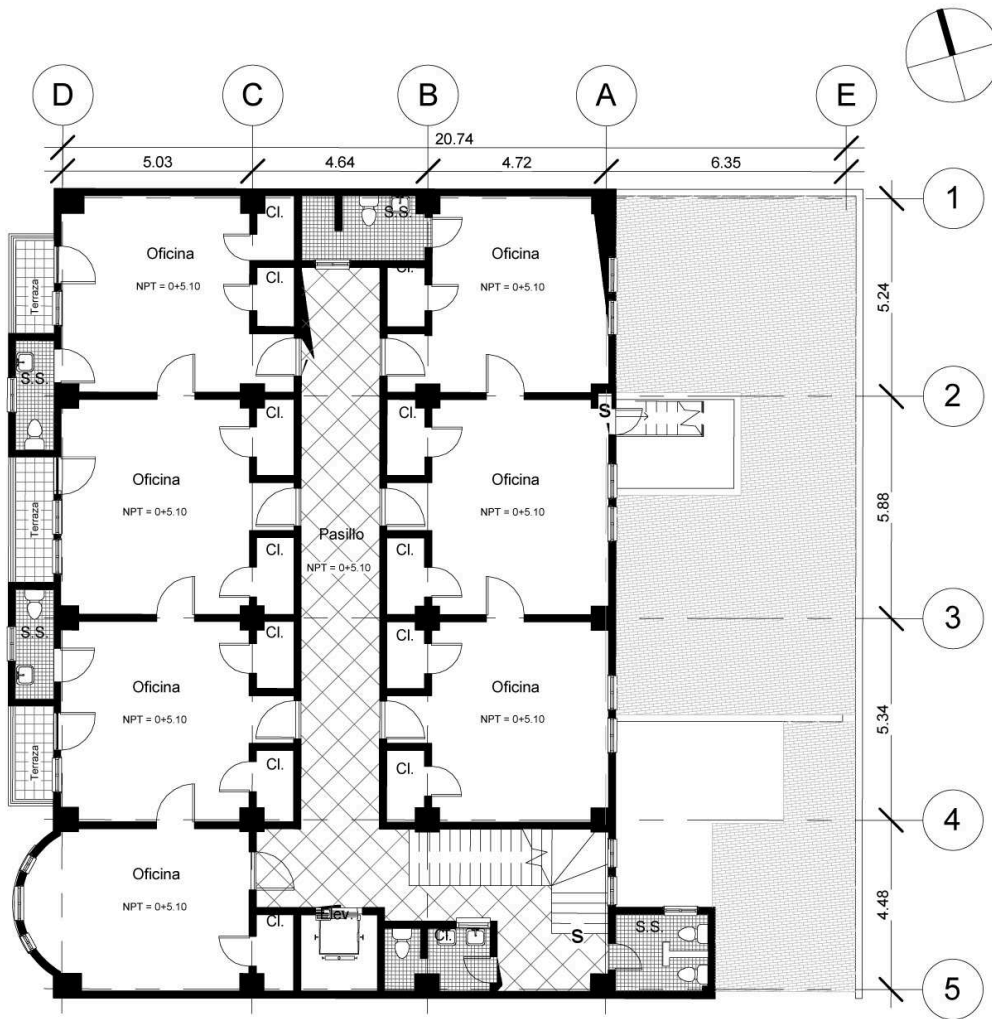 D
C
B
A
E
20.74
5.03
4.64
4.72
6.35
1
2
3
4
5
5.24
5.88
5.34
4.48
Cl.
S.S.
Oficina
NPT = 0+5.10
Terraza
Cl.
Cl.
Oficina
NPT = 0+5.10
S.S.
Cl.
Cl.
S
Oficina
NPT = 0+5.10
Terraza
Pasillo
NPT = 0+5.10
Oficina
NPT = 0+5.10
Cl.
Cl.
S.S.
Cl.
Cl.
Oficina
NPT = 0+5.10
Terraza
Oficina
NPT = 0+5.10
Cl.
Cl.
Oficina
NPT = 0+5.10
Cl.
Elev.
Cl.
S
S.S.